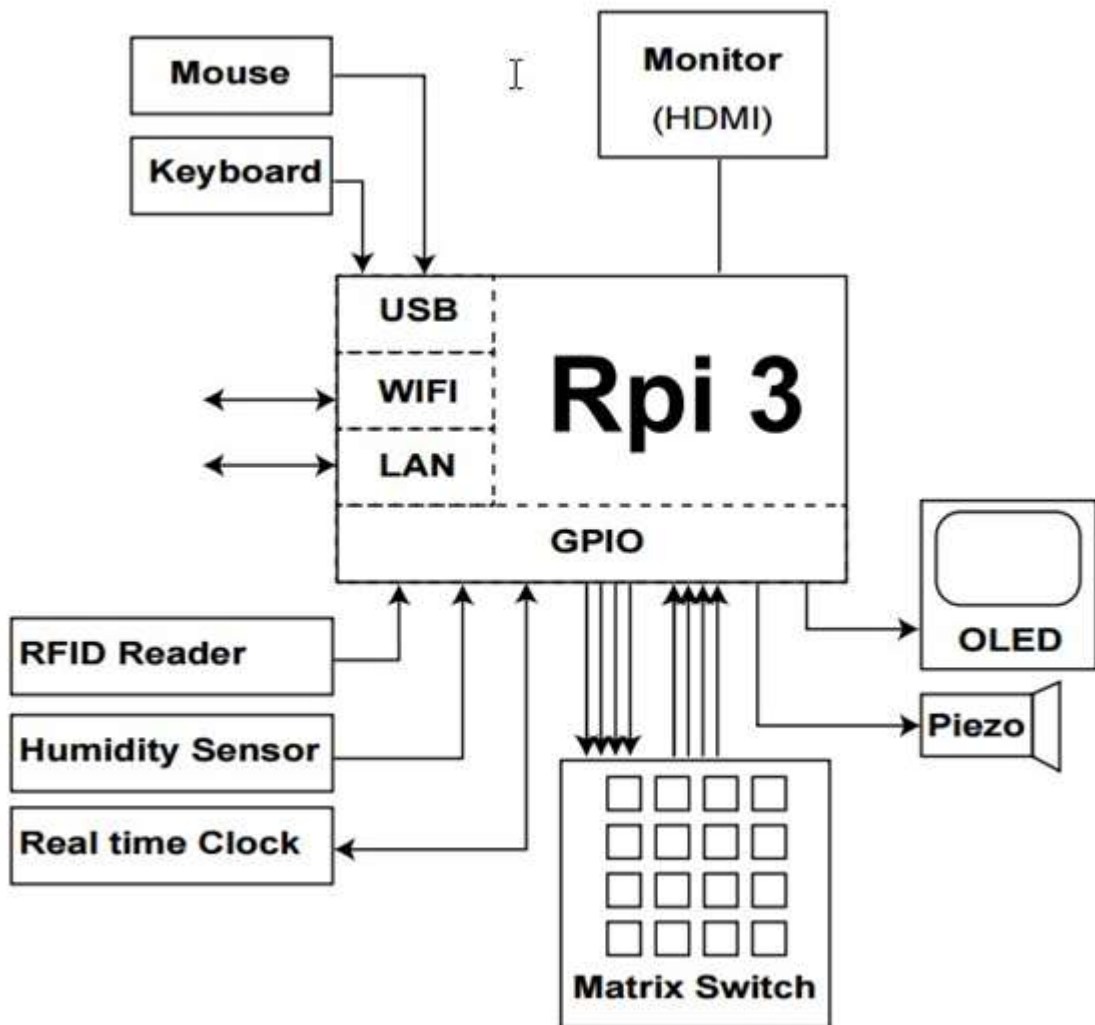 Mouse
Monitor
(HDMI)
Keyboard
USB
WIFI
Rpi 3
LAN
GPIO
RFID Reader
OLED
Humidity Sensor
Piezo
Real time Clock
Matrix Switch